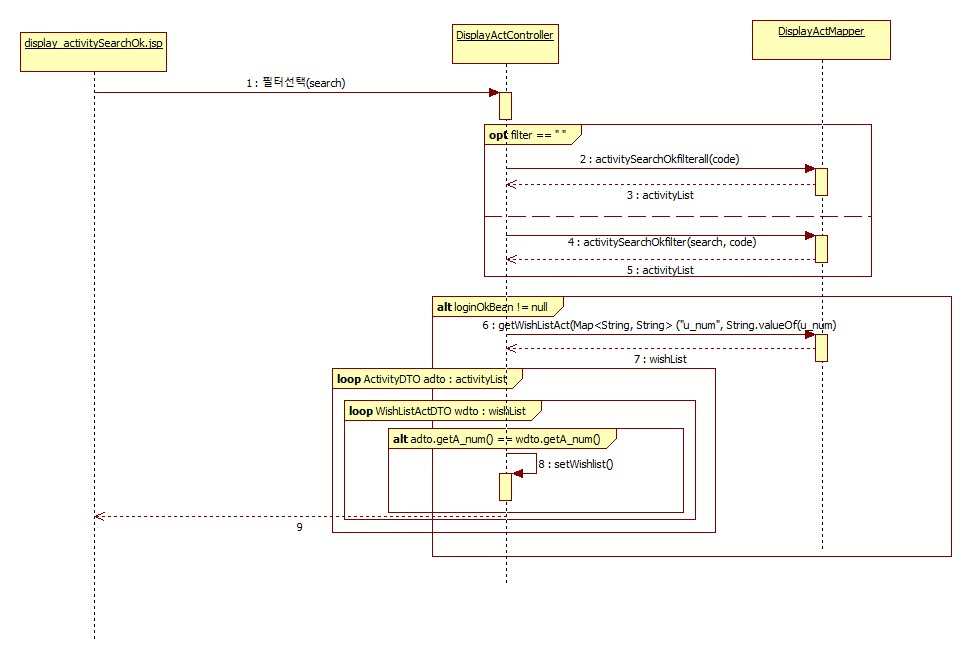 display_activitySearchOk.jsp
DisplayActController
DisplayActMapper
1 : 필터선택(search)
opt filter == " "
2 : activitySearchOkfilterall(code)
3 : activityList
4 : activitySearchOkfilter(search, code)
5 : activityList
alt loginOkBean != null
6 : getWishListAct(Map<String, String> ("u_num", String.valueOf(u_num)
7 : wishList
loop ActivityDTO adto : activityList
loop WishListActDTO wdto : wishList
alt adto.getA_num() == wdto.getA_num()
8 : setWishlist()
9